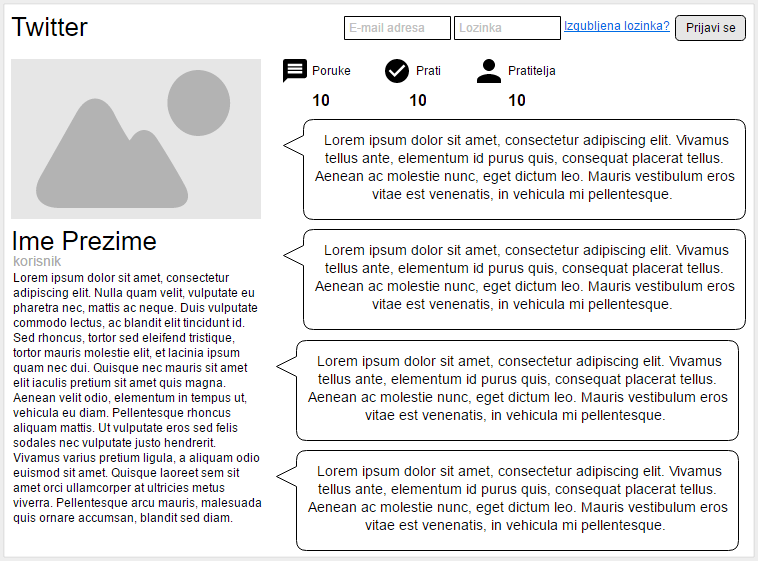 Twitter
E-mail adresa
Lozinka
Izgubljena lozinka?
Prijavi se
Poruke
Prati
Pratitelja
10
10
10
Ime Prezime
korisnik
Lorem ipsum dolor sit amet, consectetur
adipiscing elit. Nulla quam velit, vulputate eu
pharetra nec, mattis ac neque. Duis vulputate
commodo lectus, ac blandit elit tincidunt id.
Sed rhoncus, tortor sed eleifend tristique,
tortor mauris molestie elit, et lacinia ipsum
quam nec dui. Quisque nec mauris sit amet
elit iaculis pretium sit amet quis magna.
Aenean velit odio, elementum in tempus ut,
vehicula eu diam. Pellentesque rhoncus
aliquam mattis. Ut vulputate eros sed felis
sodales nec vulputate justo hendrerit.
Vivamus varius pretium ligula, a aliquam odio
euismod sit amet. Quisque laoreet sem sit
amet orci ullamcorper at ultricies metus
viverra. Pellentesque arcu mauris, malesuada
quis ornare accumsan, blandit sed diam.
Lorem ipsum dolor sit amet, consectetur adipiscing elit. Vivamus
tellus ante, elementum id purus quis, consequat placerat tellus.
Aenean ac molestie nunc, eget dictum leo. Mauris vestibulum eros
vitae est venenatis, in vehicula mi pellentesque.
Lorem ipsum dolor sit amet, consectetur adipiscing elit. Vivamus
tellus ante, elementum id purus quis, consequat placerat tellus.
Aenean ac molestie nunc, eget dictum leo. Mauris vestibulum eros
vitae est venenatis, in vehicula mi pellentesque.
Lorem ipsum dolor sit amet, consectetur adipiscing elit. Vivamus
tellus ante, elementum id purus quis, consequat placerat tellus.
Aenean ac molestie nunc, eget dictum leo. Mauris vestibulum eros
vitae est venenatis, in vehicula mi pellentesque.
Lorem ipsum dolor sit amet, consectetur adipiscing elit. Vivamus
tellus ante, elementum id purus quis, consequat placerat tellus.
Aenean ac molestie nunc, eget dictum leo. Mauris vestibulum eros
vitae est venenatis, in vehicula mi pellentesque.